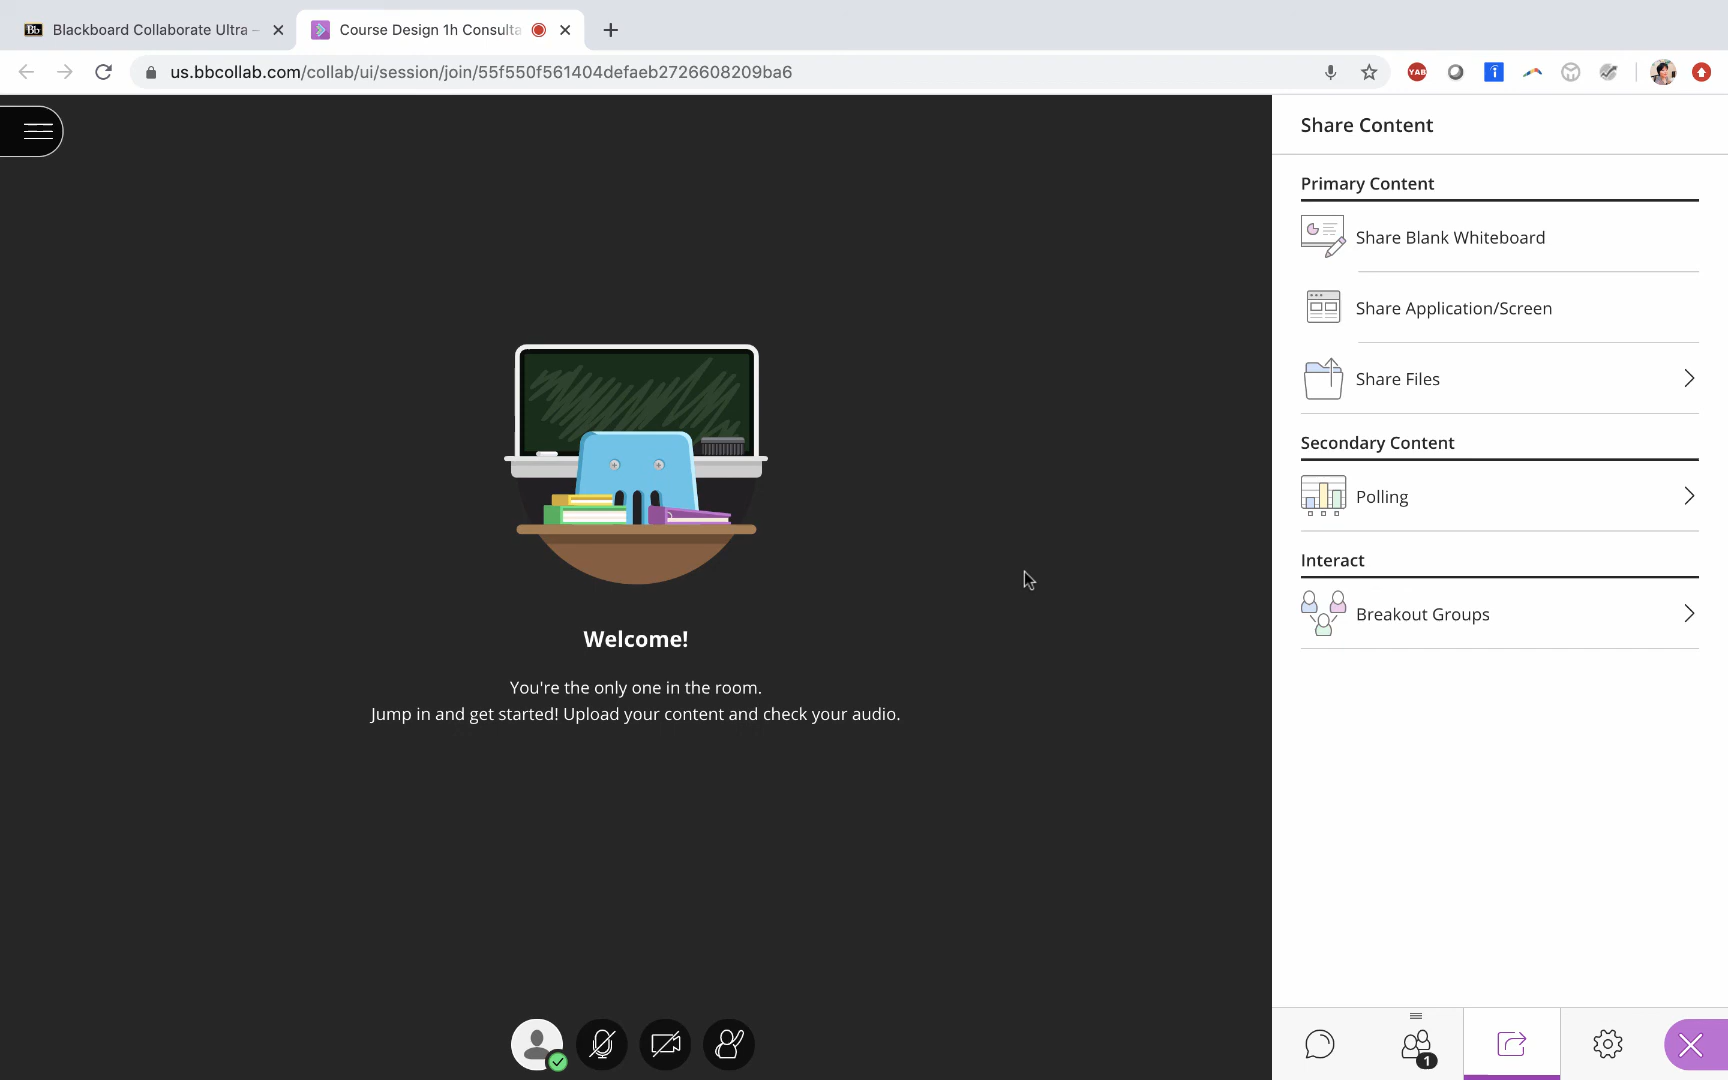 Bb Blackboard Collaborate Ultra –
Course Design 1h Consulta
us.bbcollab.com/collab/ui/session/join/55f550f561404defaeb2726608209ba6
YAB
Share Content
Primary Content
Share Blank Whiteboard
Share Application/Screen
Share Files
Secondary Content
Polling
Interact
Breakout Groups
Welcome!
You're the only one in the room.
Jump in and get started! Upload your content and check your audio.
1